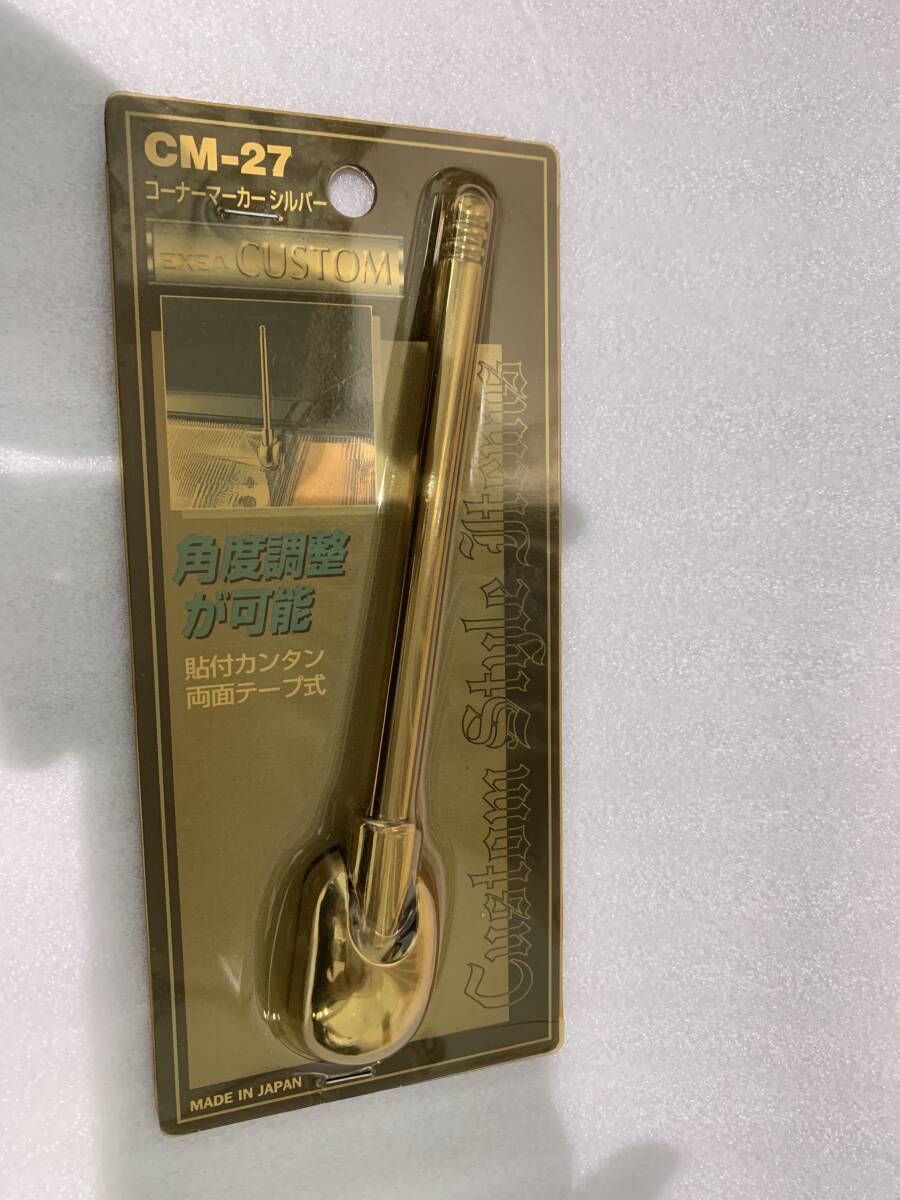 CM-27
コーナーマーカー シルバー
EXEA CUSTOM
角度調整
が可能
貼付カンタン
両面テープ式
Custom Style Items
MADE IN JAPAN